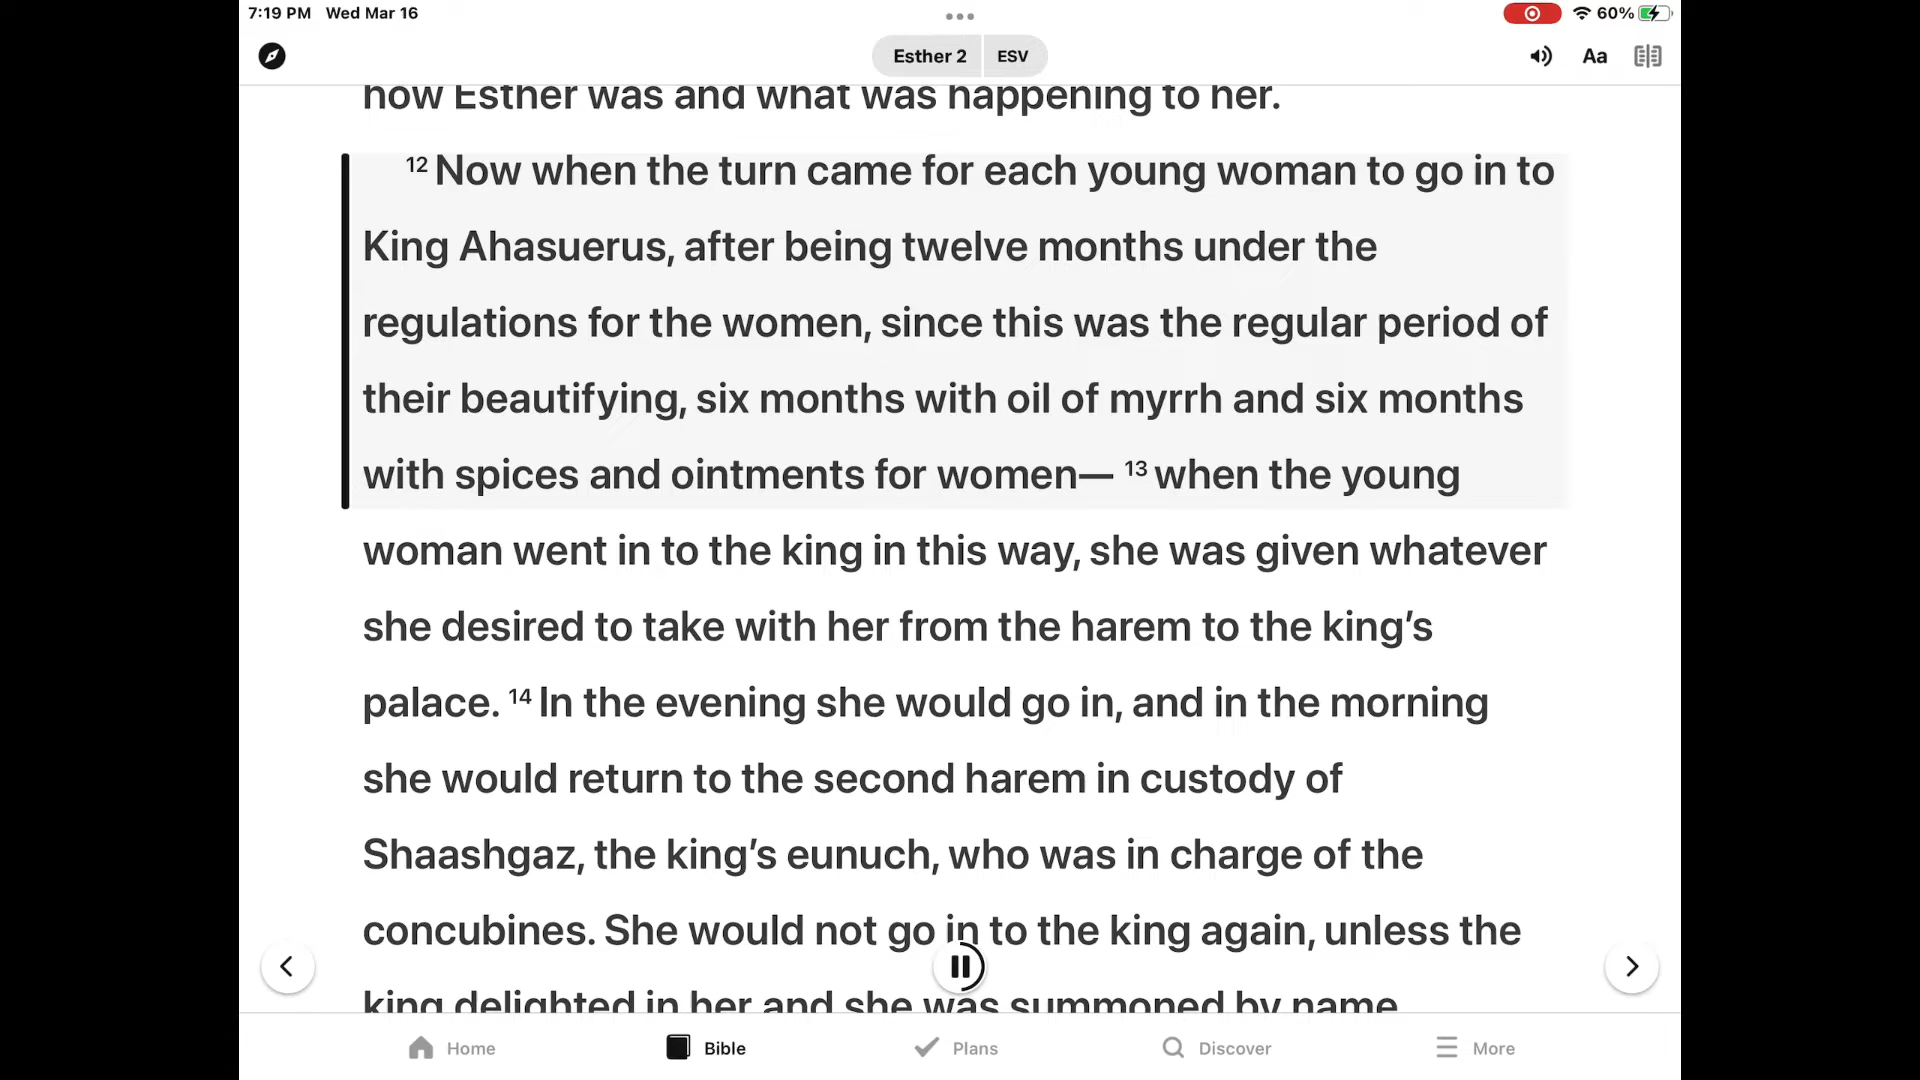 7:19 PM Wed Mar 16
60%
Esther 2 ESV
Aa
how Esther was and what was happening to her.
12 Now when the turn came for each young woman to go in to
King Ahasuerus, after being twelve months under the
regulations for the women, since this was the regular period of
their beautifying, six months with oil of myrrh and six months
with spices and ointments for women— 13 when the young
woman went in to the king in this way, she was given whatever
she desired to take with her from the harem to the king’s
palace. 14 In the evening she would go in, and in the morning
she would return to the second harem in custody of
Shaashgaz, the king’s eunuch, who was in charge of the
concubines. She would not go in to the king again, unless the
king delighted in her and she was summoned by name
Home Bible Plans Discover More